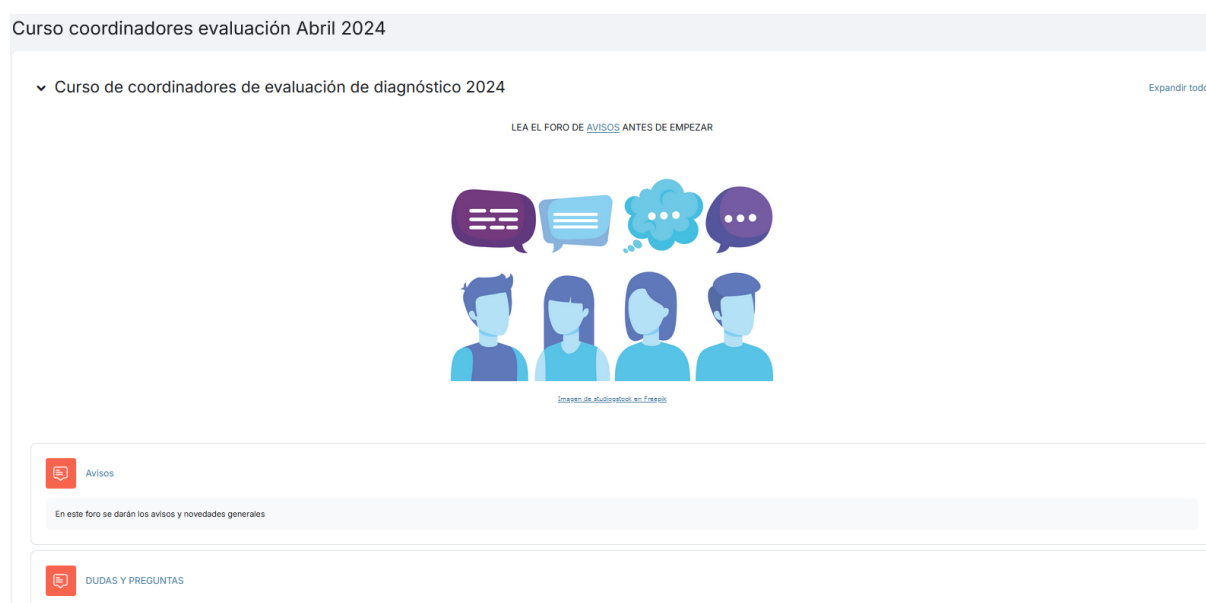 Curso coordinadores evaluación Abril 2024
Curso de coordinadores de evaluación de diagnóstico 2024
Expandir todo
LEA EL FORO DE AVISOS ANTES DE EMPEZAR
Imagen de studiogstock en Freepik
Avisos
En este foro se darán los avisos y novedades generales
DUDAS Y PREGUNTAS